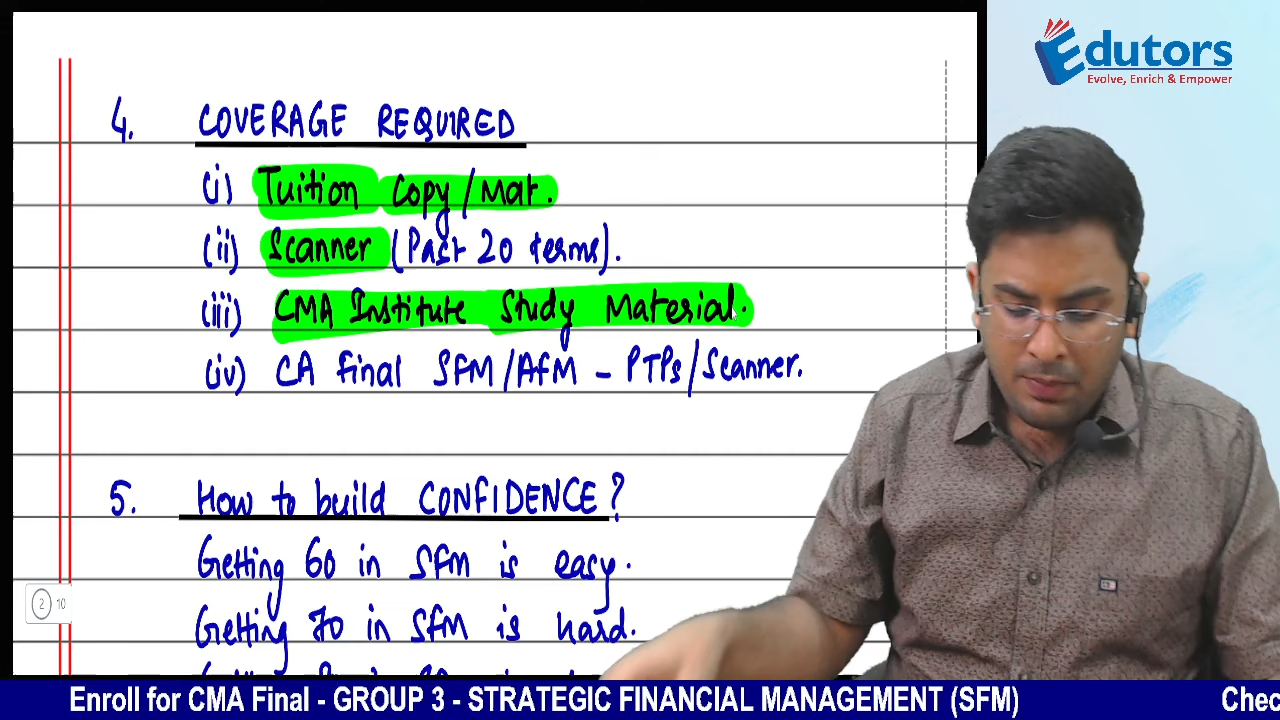 Edutors
Evolve, Enrich & Empower
4. COVERAGE REQUIRED
(i) Tuition Copy/Mat.
(ii) Scanner (Past 20 terms).
(iii) CMA Institute Study Material.
(iv) CA final SFM/AFM - PTPs/Scanner.
5. How to build CONFIDENCE?
Getting 60 in SFM is easy.
Getting 70 in SFM is hard.
2 10
Enroll for CMA Final - GROUP 3 - STRATEGIC FINANCIAL MANAGEMENT (SFM) Chec